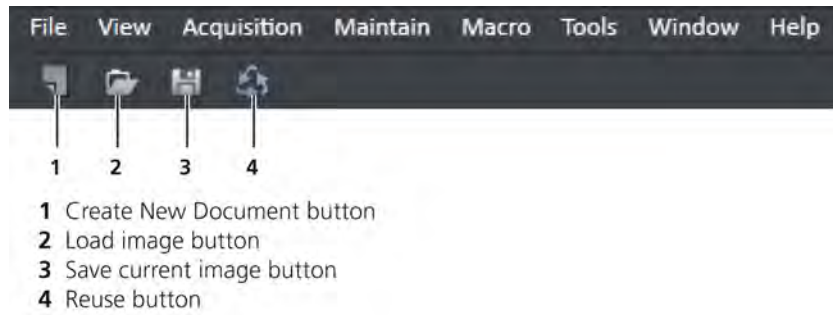 File View Acquisition Maintain Macro Tools Window Help
1 2 3 4
1 Create New Document button
2 Load image button
3 Save current image button
4 Reuse button